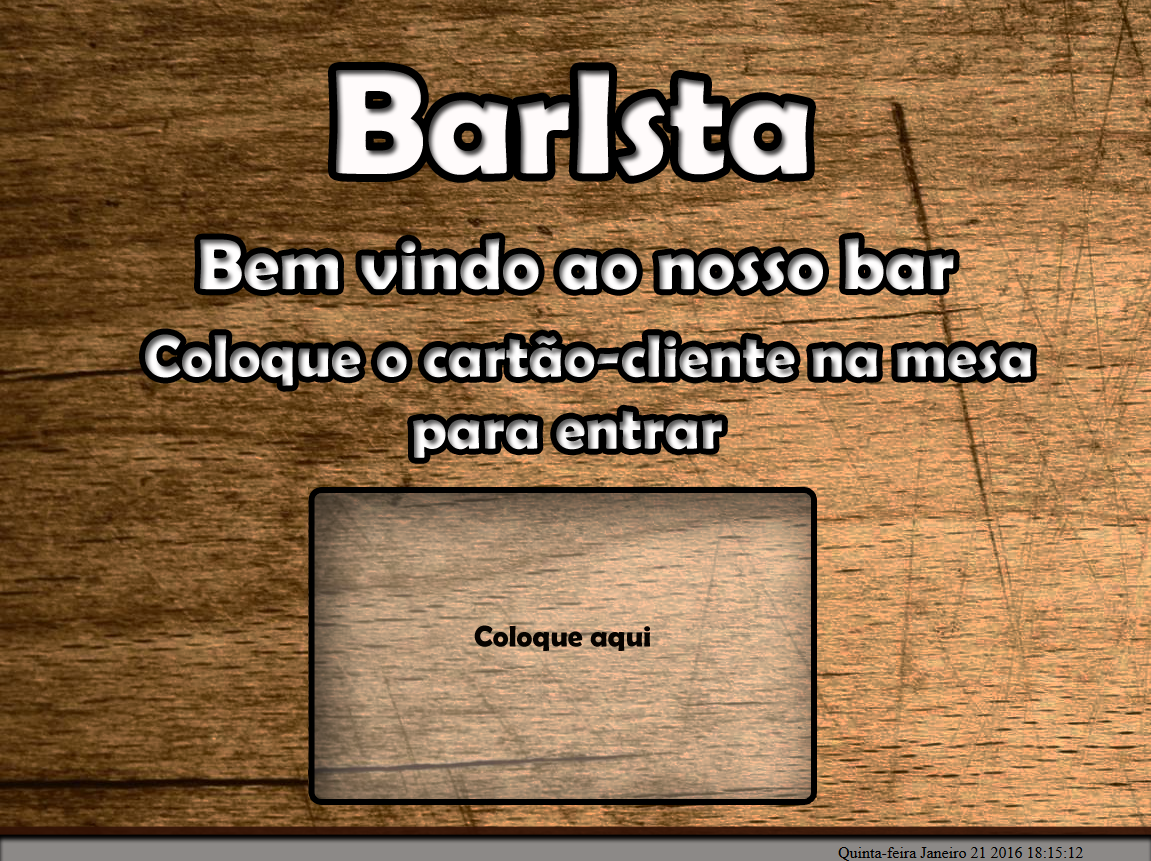 BarIsta
Bem vindo ao nosso bar
Coloque o cartão-cliente na mesa
para entrar
Coloque aqui
Quinta-feira Janeiro 21 2016 18:15:12